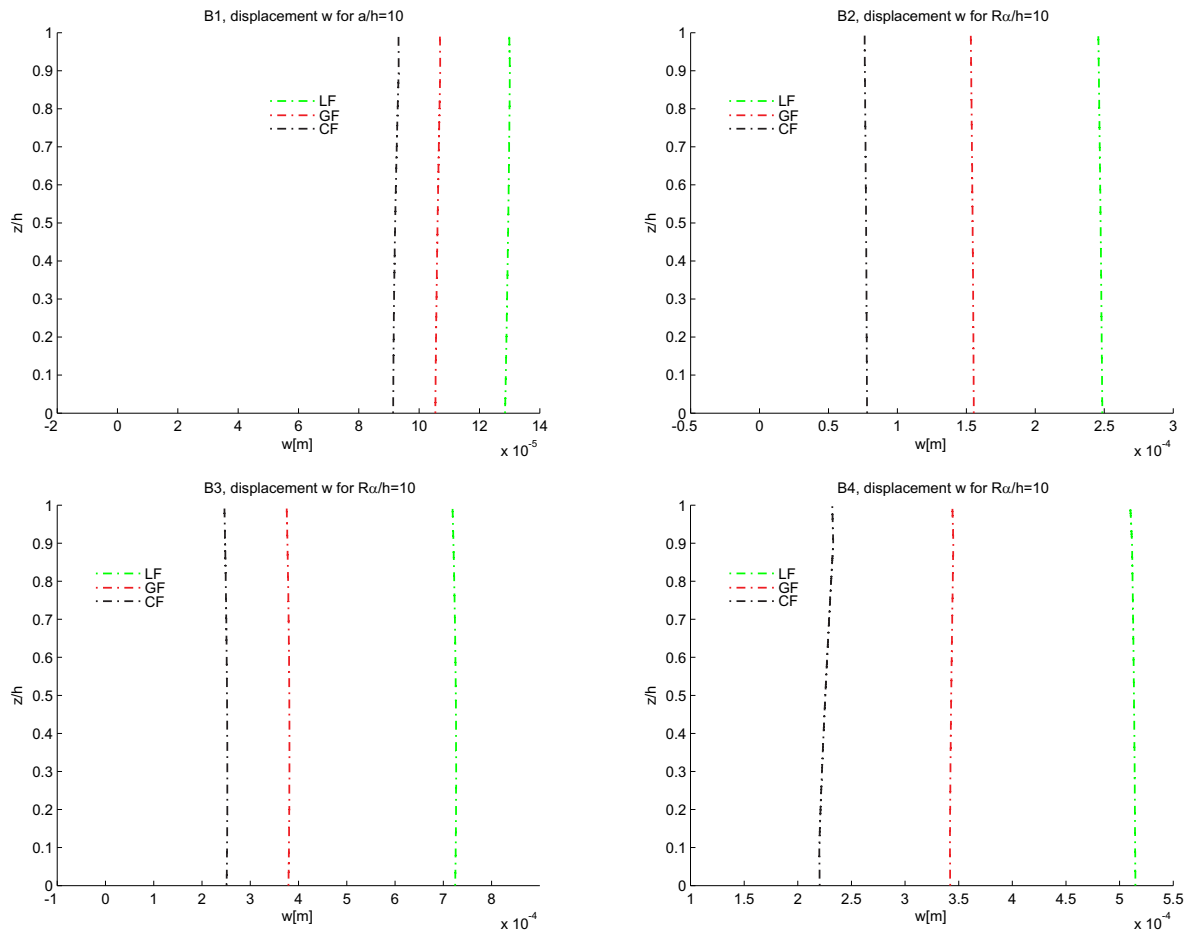 B1, displacement w for a/h=10
1
0.9
0.8
0.7
0.6
0.5
0.4
0.3
0.2
0.1
0
z/h
LF
GF
CF
-2 0 2 4 6 8 10 12 14
w[m]
x 10^-5
B2, displacement w for Rα/h=10
1
0.9
0.8
0.7
0.6
0.5
0.4
0.3
0.2
0.1
0
z/h
LF
GF
CF
-0.5 0 0.5 1 1.5 2 2.5 3
w[m]
x 10^-4
B3, displacement w for Rα/h=10
1
0.9
0.8
0.7
0.6
0.5
0.4
0.3
0.2
0.1
0
z/h
LF
GF
CF
-1 0 1 2 3 4 5 6 7 8
w[m]
x 10^-4
B4, displacement w for Rα/h=10
1
0.9
0.8
0.7
0.6
0.5
0.4
0.3
0.2
0.1
0
z/h
LF
GF
CF
1 1.5 2 2.5 3 3.5 4 4.5 5 5.5
w[m]
x 10^-4